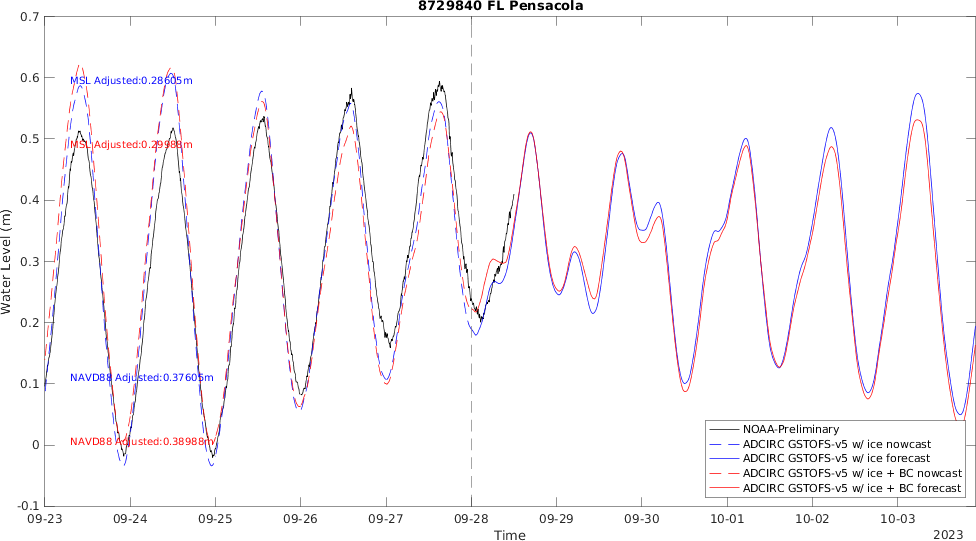 8729840 FL Pensacola
0.7
0.6
0.5
0.4
0.3
0.2
0.1
0
-0.1
Water Level (m)
MSL Adjusted:0.28605m
MSL Adjusted:0.29988m
NAVD88 Adjusted:0.37605m
NAVD88 Adjusted:0.38988m
NOAA-Preliminary
ADCIRC GSTOFS-v5 w/ ice nowcast
ADCIRC GSTOFS-v5 w/ ice forecast
ADCIRC GSTOFS-v5 w/ ice + BC nowcast
ADCIRC GSTOFS-v5 w/ ice + BC forecast
09-23 09-24 09-25 09-26 09-27 09-28 09-29 09-30 10-01 10-02 10-03
Time
2023